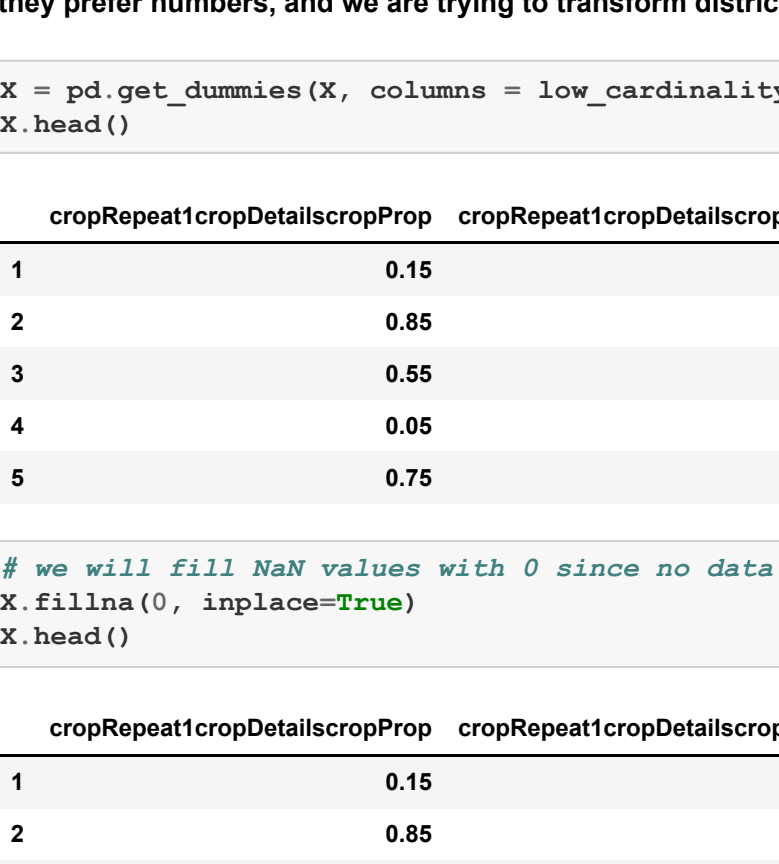 they prefer numbers, and we are trying to transform distric
X = pd.get_dummies(X, columns = low_cardinality
X.head()
cropRepeat1cropDetailscropProp cropRepeat1cropDetailscrop
1 0.15
2 0.85
3 0.55
4 0.05
5 0.75
# we will fill NaN values with 0 since no data
X.fillna(0, inplace=True)
X.head()
cropRepeat1cropDetailscropProp cropRepeat1cropDetailscrop
1 0.15
2 0.85